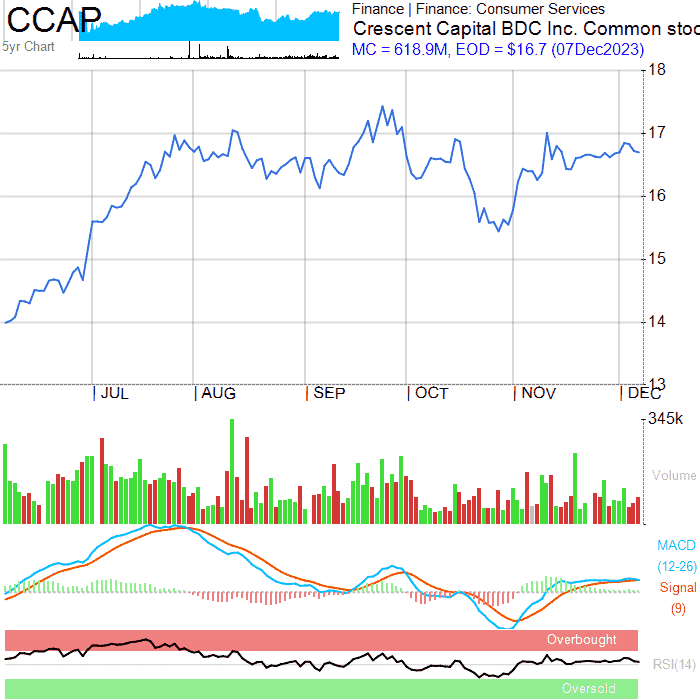 CCAP
5yr Chart
Finance | Finance: Consumer Services
Crescent Capital BDC Inc. Common stoc
MC = 618.9M, EOD = $16.7 (07Dec2023)
18
17
16
15
14
13
JUL
AUG
SEP
OCT
NOV
DEC
345k
Volume
MACD
(12-26)
Signal
(9)
Overbought
RSI(14)
Oversold